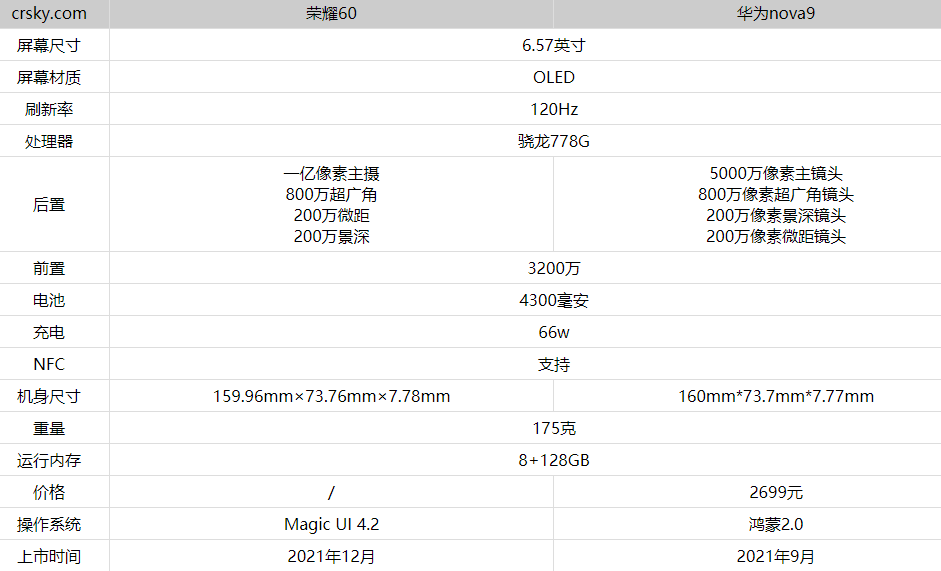 crsky.com 荣耀60 华为nova9
屏幕尺寸 6.57英寸
屏幕材质 OLED
刷新率 120Hz
处理器 骁龙778G
后置
一亿像素主摄 5000万像素主镜头
800万超广角 800万像素超广角镜头
200万微距 200万像素景深镜头
200万景深 200万像素微距镜头
前置 3200万
电池 4300毫安
充电 66w
NFC 支持
机身尺寸 159.96mm×73.76mm×7.78mm 160mm*73.7mm*7.77mm
重量 175克
运行内存 8+128GB
价格 / 2699元
操作系统 Magic UI 4.2 鸿蒙2.0
上市时间 2021年12月 2021年9月